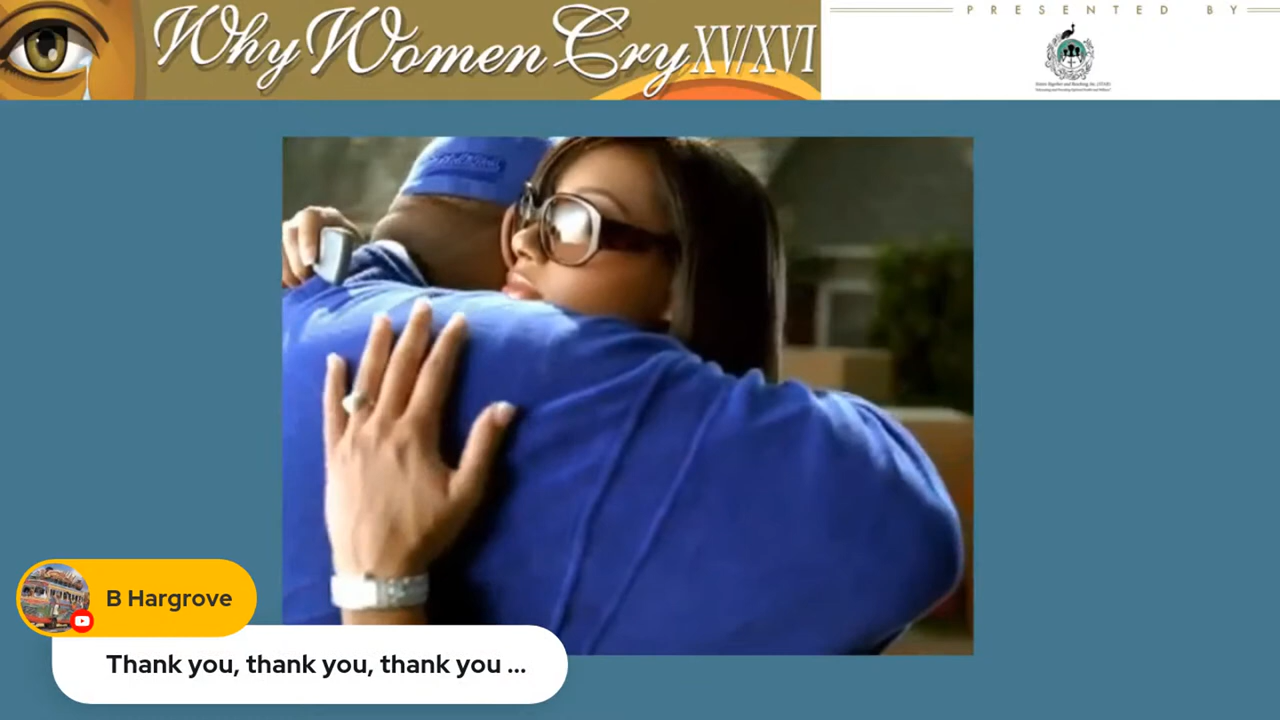 Why Women Cry XV/XVI
PRESENTED BY
B Hargrove
Thank you, thank you, thank you ...